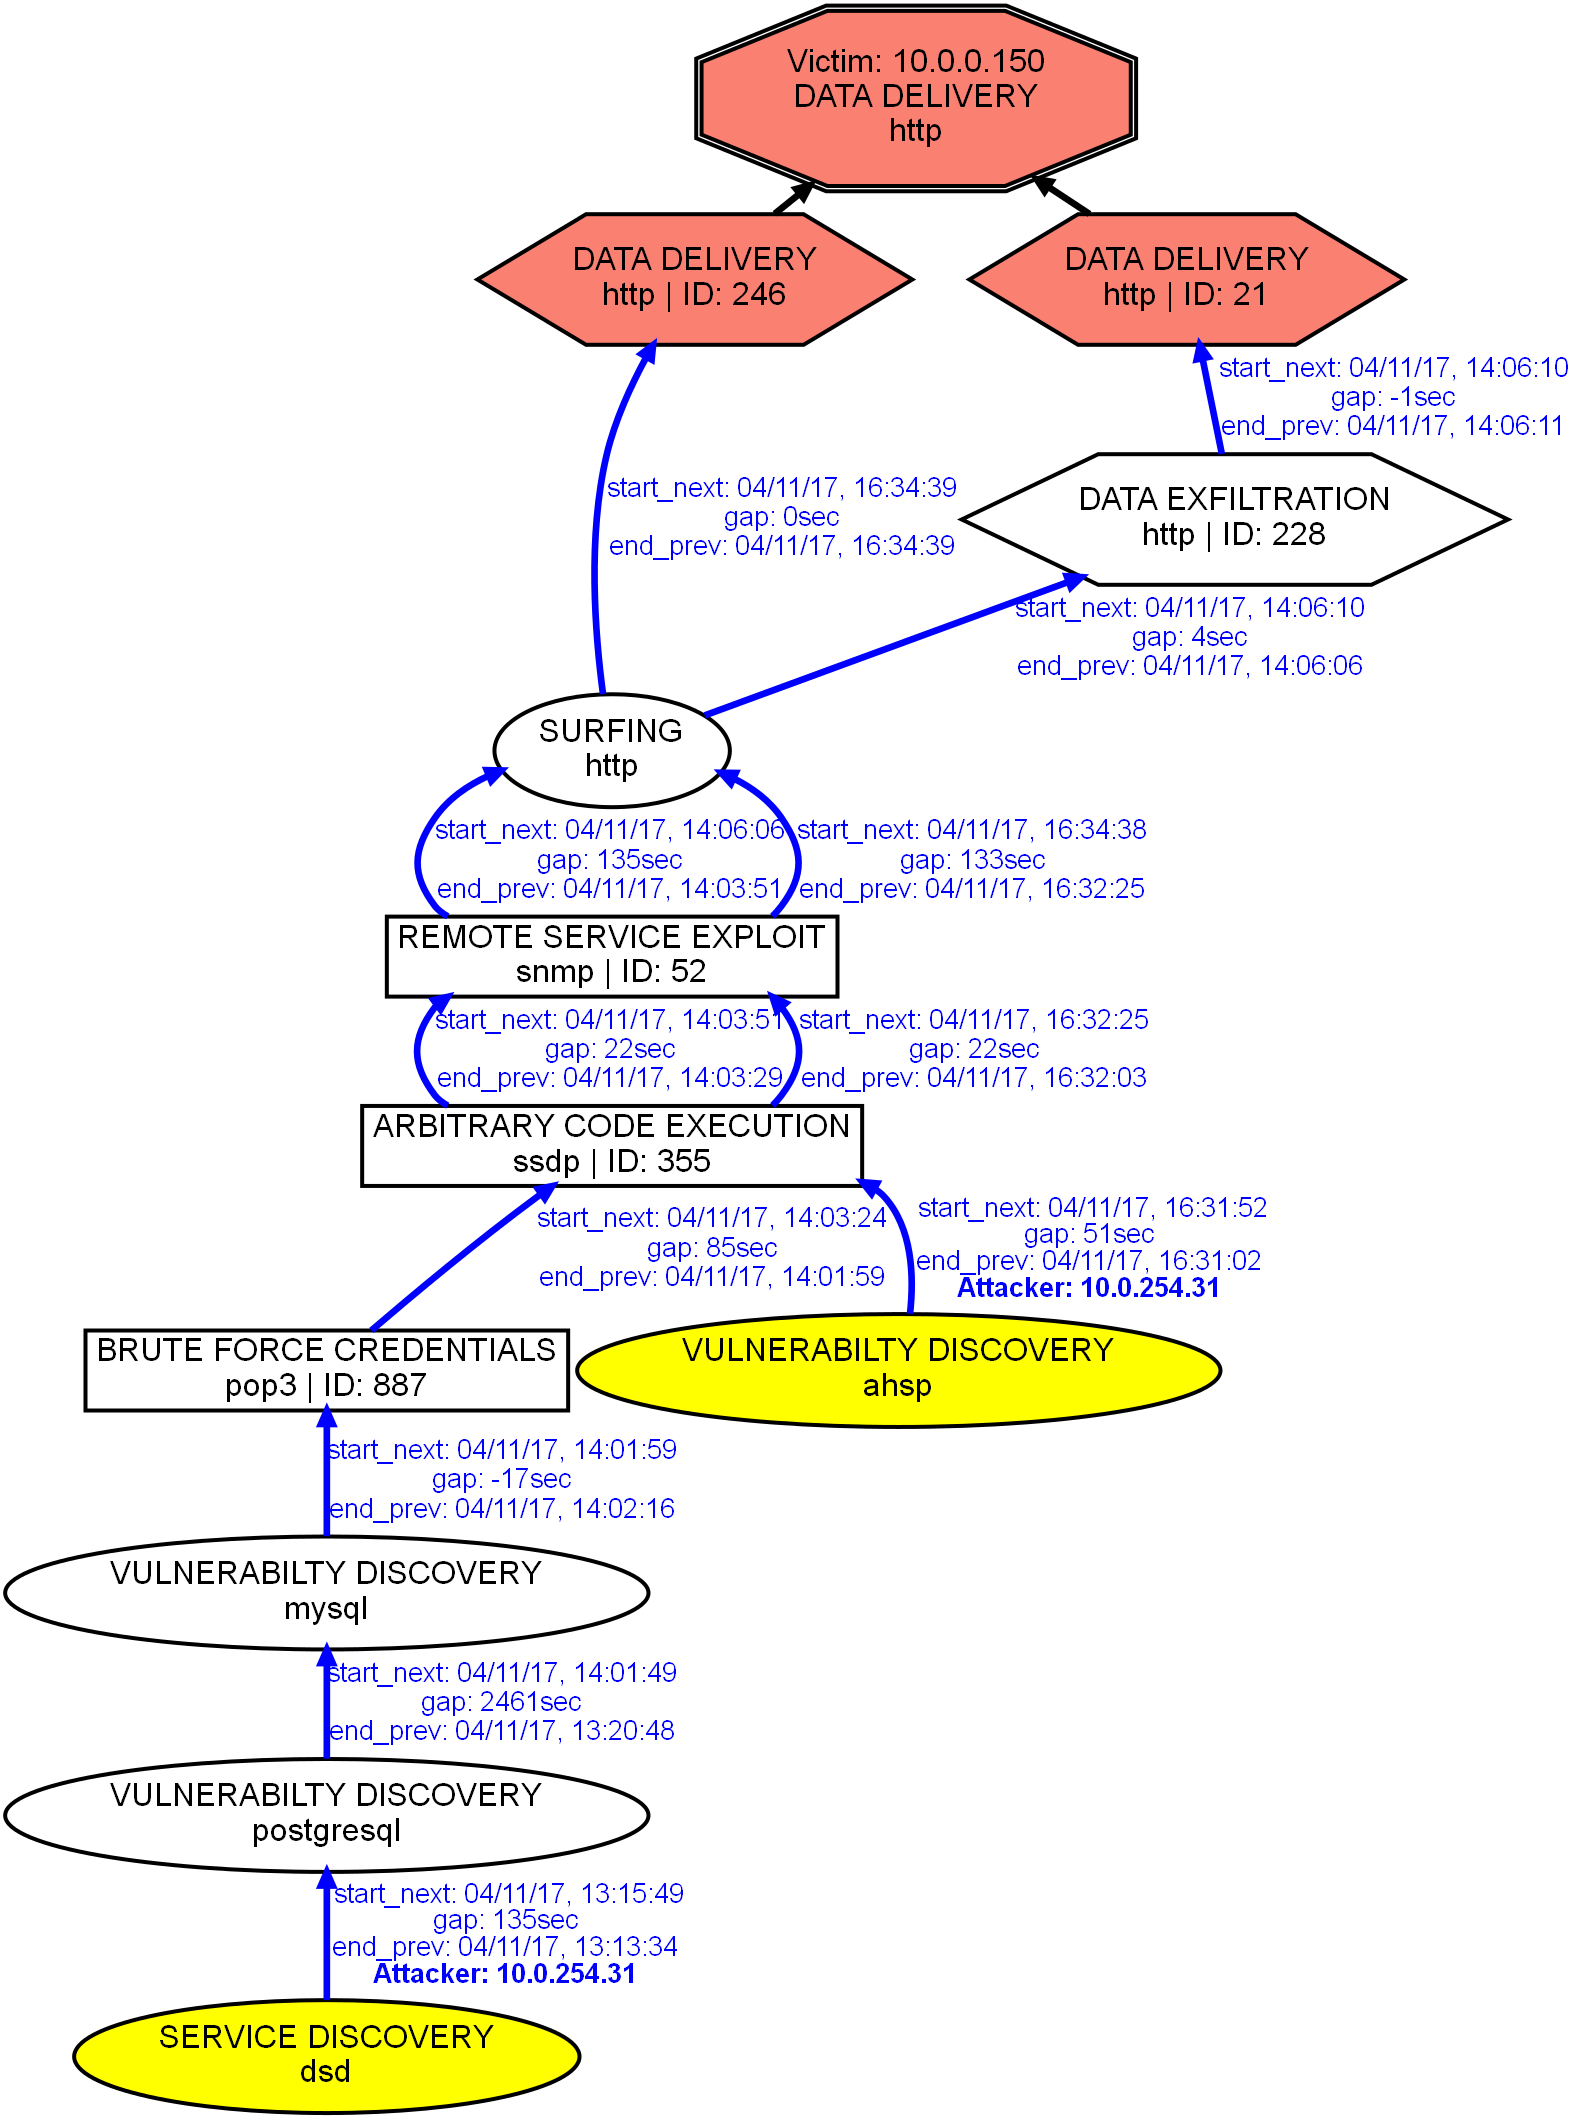 Victim: 10.0.0.150
DATA DELIVERY
http
DATA DELIVERY
http | ID: 246
DATA DELIVERY
http | ID: 21
start_next: 04/11/17, 14:06:10
gap: -1sec
end_prev: 04/11/17, 14:06:11
start_next: 04/11/17, 16:34:39
gap: 0sec
end_prev: 04/11/17, 16:34:39
DATA EXFILTRATION
http | ID: 228
start_next: 04/11/17, 14:06:10
gap: 4sec
end_prev: 04/11/17, 14:06:06
SURFING
http
start_next: 04/11/17, 14:06:06
gap: 135sec
end_prev: 04/11/17, 14:03:51
start_next: 04/11/17, 16:34:38
gap: 133sec
end_prev: 04/11/17, 16:32:25
REMOTE SERVICE EXPLOIT
snmp | ID: 52
start_next: 04/11/17, 14:03:51
gap: 22sec
end_prev: 04/11/17, 14:03:29
start_next: 04/11/17, 16:32:25
gap: 22sec
end_prev: 04/11/17, 16:32:03
ARBITRARY CODE EXECUTION
ssdp | ID: 355
start_next: 04/11/17, 14:03:24
gap: 85sec
end_prev: 04/11/17, 14:01:59
start_next: 04/11/17, 16:31:52
gap: 51sec
end_prev: 04/11/17, 16:31:02
Attacker: 10.0.254.31
BRUTE FORCE CREDENTIALS
pop3 | ID: 887
VULNERABILTY DISCOVERY
ahsp
start_next: 04/11/17, 14:01:59
gap: -17sec
end_prev: 04/11/17, 14:02:16
VULNERABILTY DISCOVERY
mysql
start_next: 04/11/17, 14:01:49
gap: 2461sec
end_prev: 04/11/17, 13:20:48
VULNERABILTY DISCOVERY
postgresql
start_next: 04/11/17, 13:15:49
gap: 135sec
end_prev: 04/11/17, 13:13:34
Attacker: 10.0.254.31
SERVICE DISCOVERY
dsd